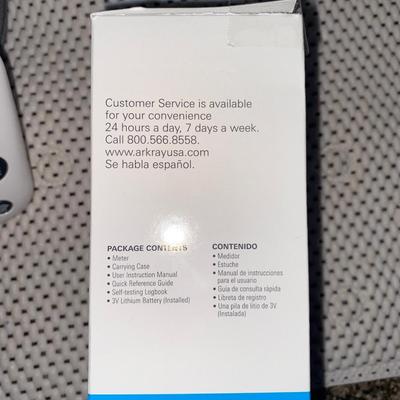 Customer Service is available
for your convenience
24 hours a day, 7 days a week.
Call 800.566.8558.
www.arkrayusa.com
Se habla español.
PACKAGE CONTENTS
• Meter
• Carrying Case
• User Instruction Manual
• Quick Reference Guide
• Self-testing Logbook
• 3V Lithium Battery (Installed)
CONTENIDO
• Medidor
• Estuche
• Manual de instrucciones
para el usuario
• Guía de consulta rápida
• Libreta de registro
• Una pila de litio de 3V
(Instalada)